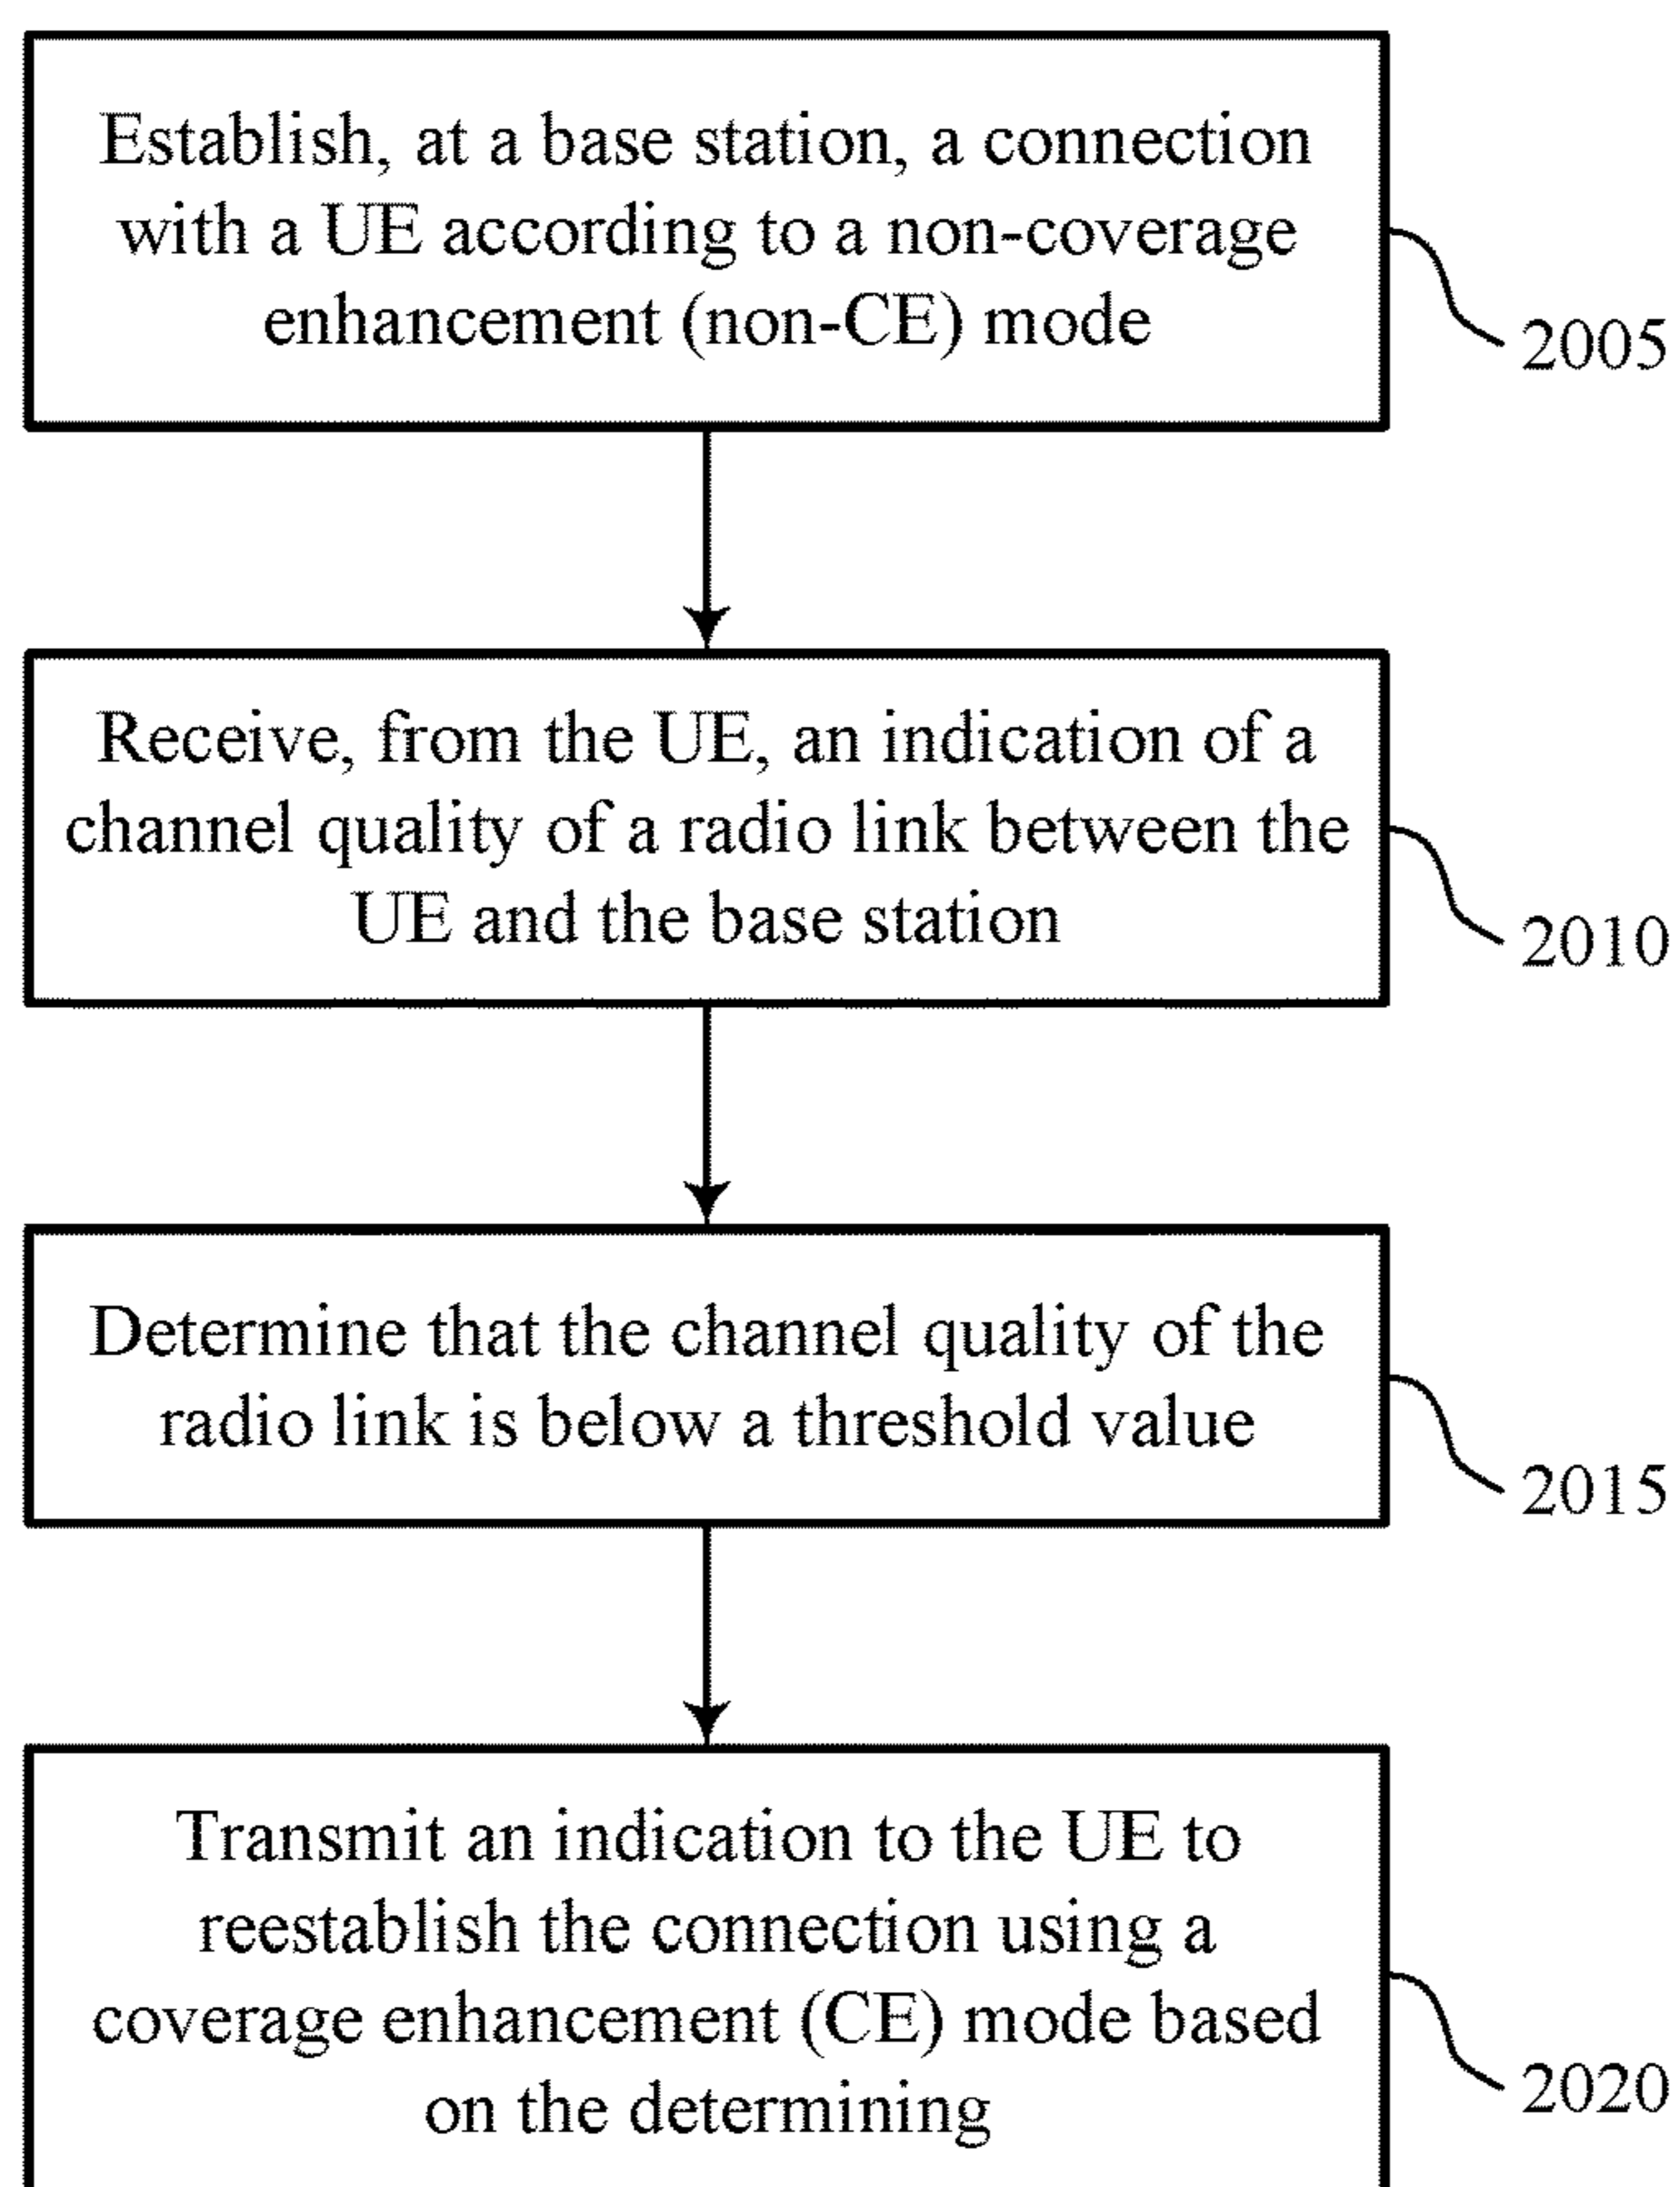 Establish, at a base station, a connection
with a UE according to a non-coverage
enhancement (non-CE) mode
2005
Receive, from the UE, an indication of a
channel quality of a radio link between the
UE and the base station
2010
Determine that the channel quality of the
radio link is below a threshold value
2015
Transmit an indication to the UE to
reestablish the connection using a
coverage enhancement (CE) mode based
on the determining
2020